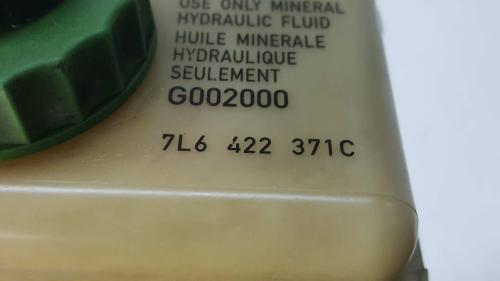 USE ONLY MINERAL
HYDRAULIC FLUID
HUILE MINERALE
HYDRAULIQUE
SEULEMENT
G002000
7L6 422 371C